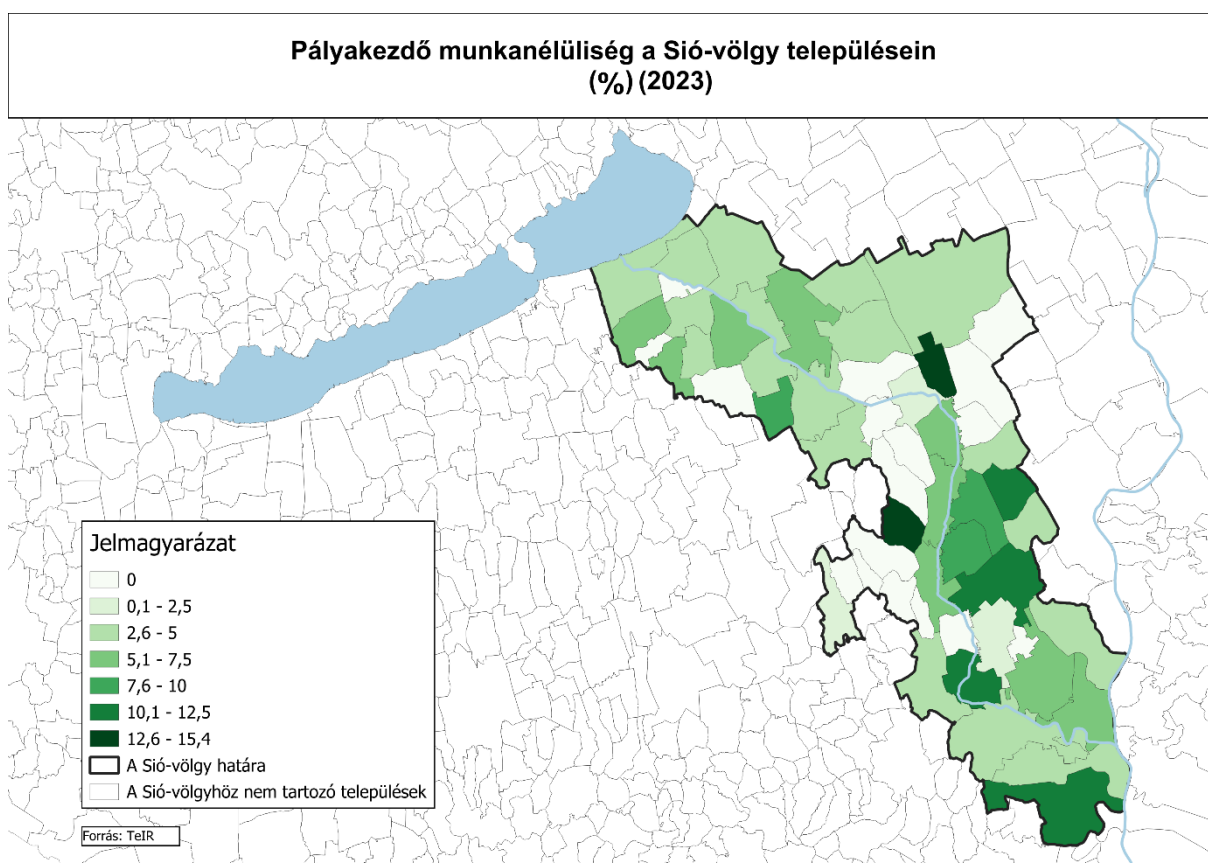 Pályakezdő munkanélüliség a Sió-völgy településein
(%) (2023)
Jelmagyarázat
0
0,1 - 2,5
2,6 - 5
5,1 - 7,5
7,6 - 10
10,1 - 12,5
12,6 - 15,4
A Sió-völgy határa
A Sió-völgyhöz nem tartozó települések
Forrás: TeIR